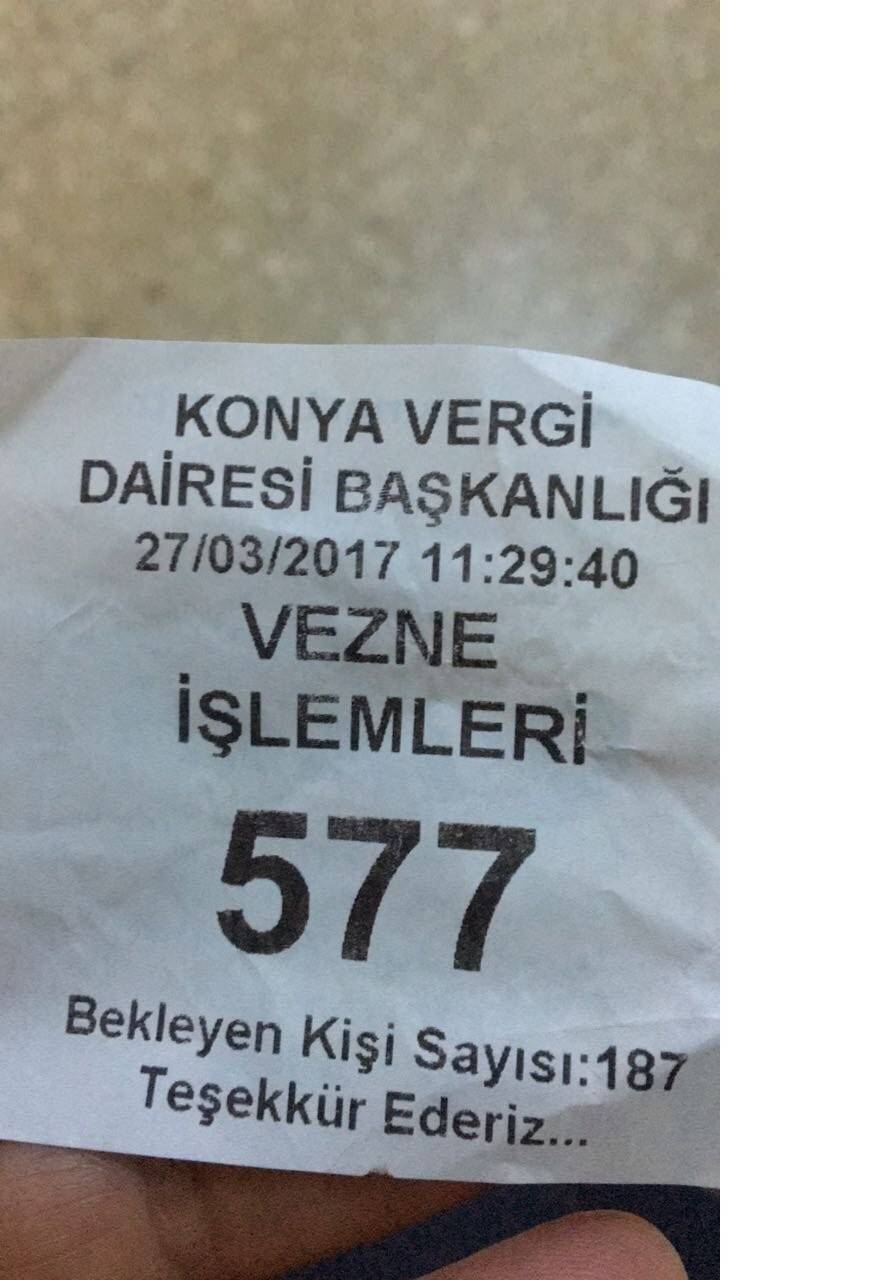 KONYA VERGİ
DAİRESİ BAŞKANLIĞI
27/03/2017 11:29:40
VEZNE
İŞLEMLERİ
577
Bekleyen Kişi Sayısı:187
Teşekkür Ederiz...